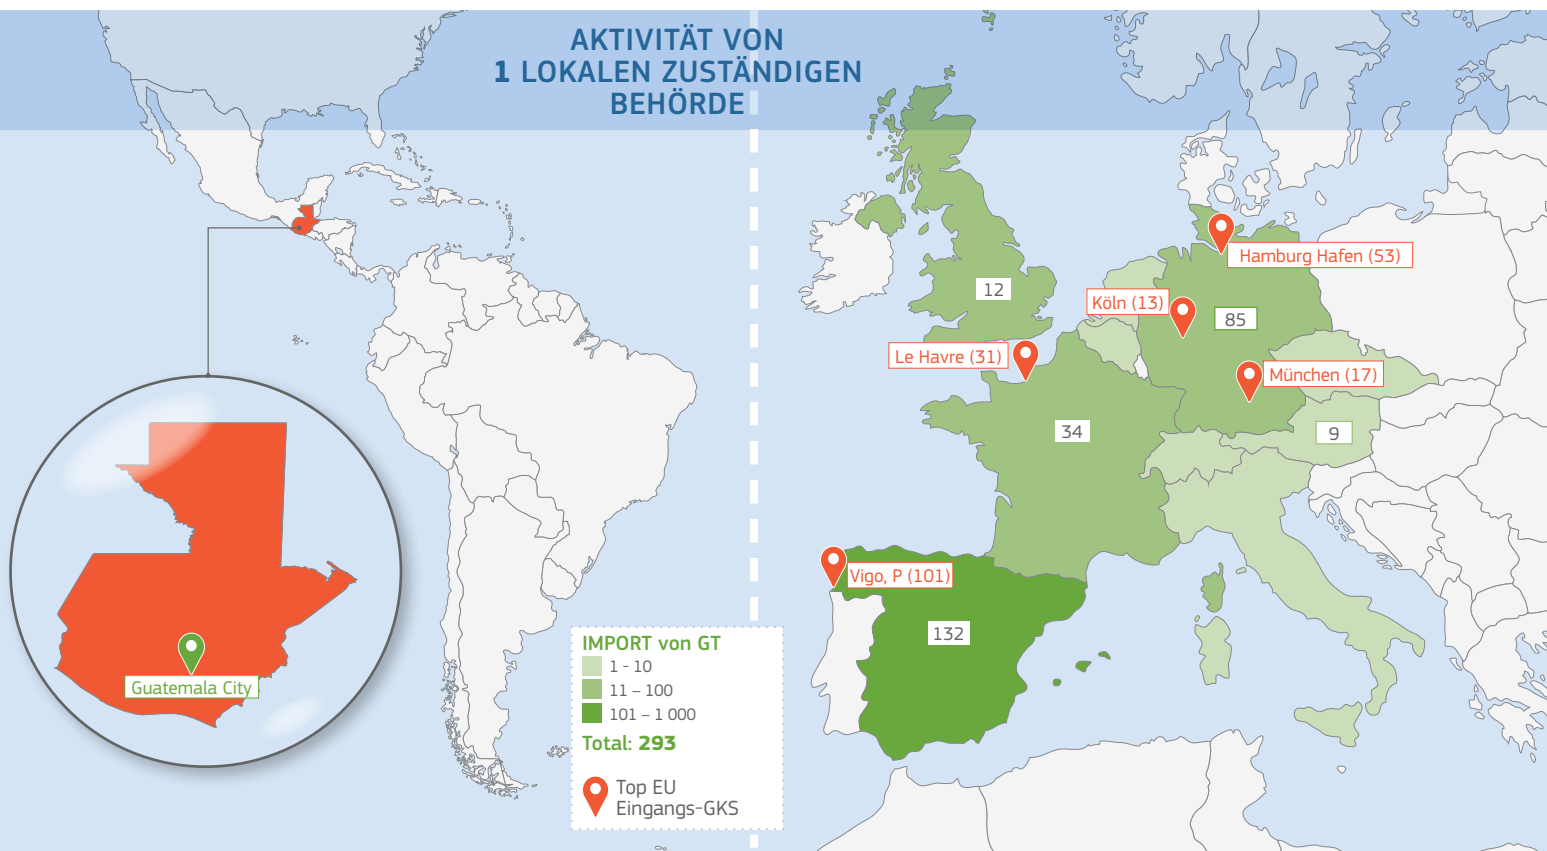 AKTIVITÄT VON
1 LOKALEN ZUSTÄNDIGEN
BEHÖRDE
Hamburg Hafen (53)
12
Köln (13)
85
Le Havre (31)
München (17)
34
9
Vigo, P (101)
132
Guatemala City
IMPORT von GT
1 - 10
11 – 100
101 – 1 000
Total: 293
Top EU
Eingangs-GKS